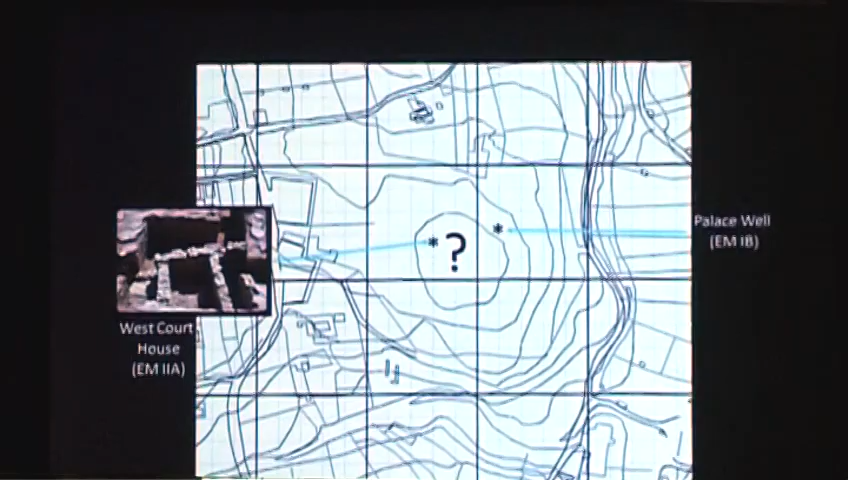 *
?
*
Palace Well
(EM IB)
West Court
House
(EM IIA)